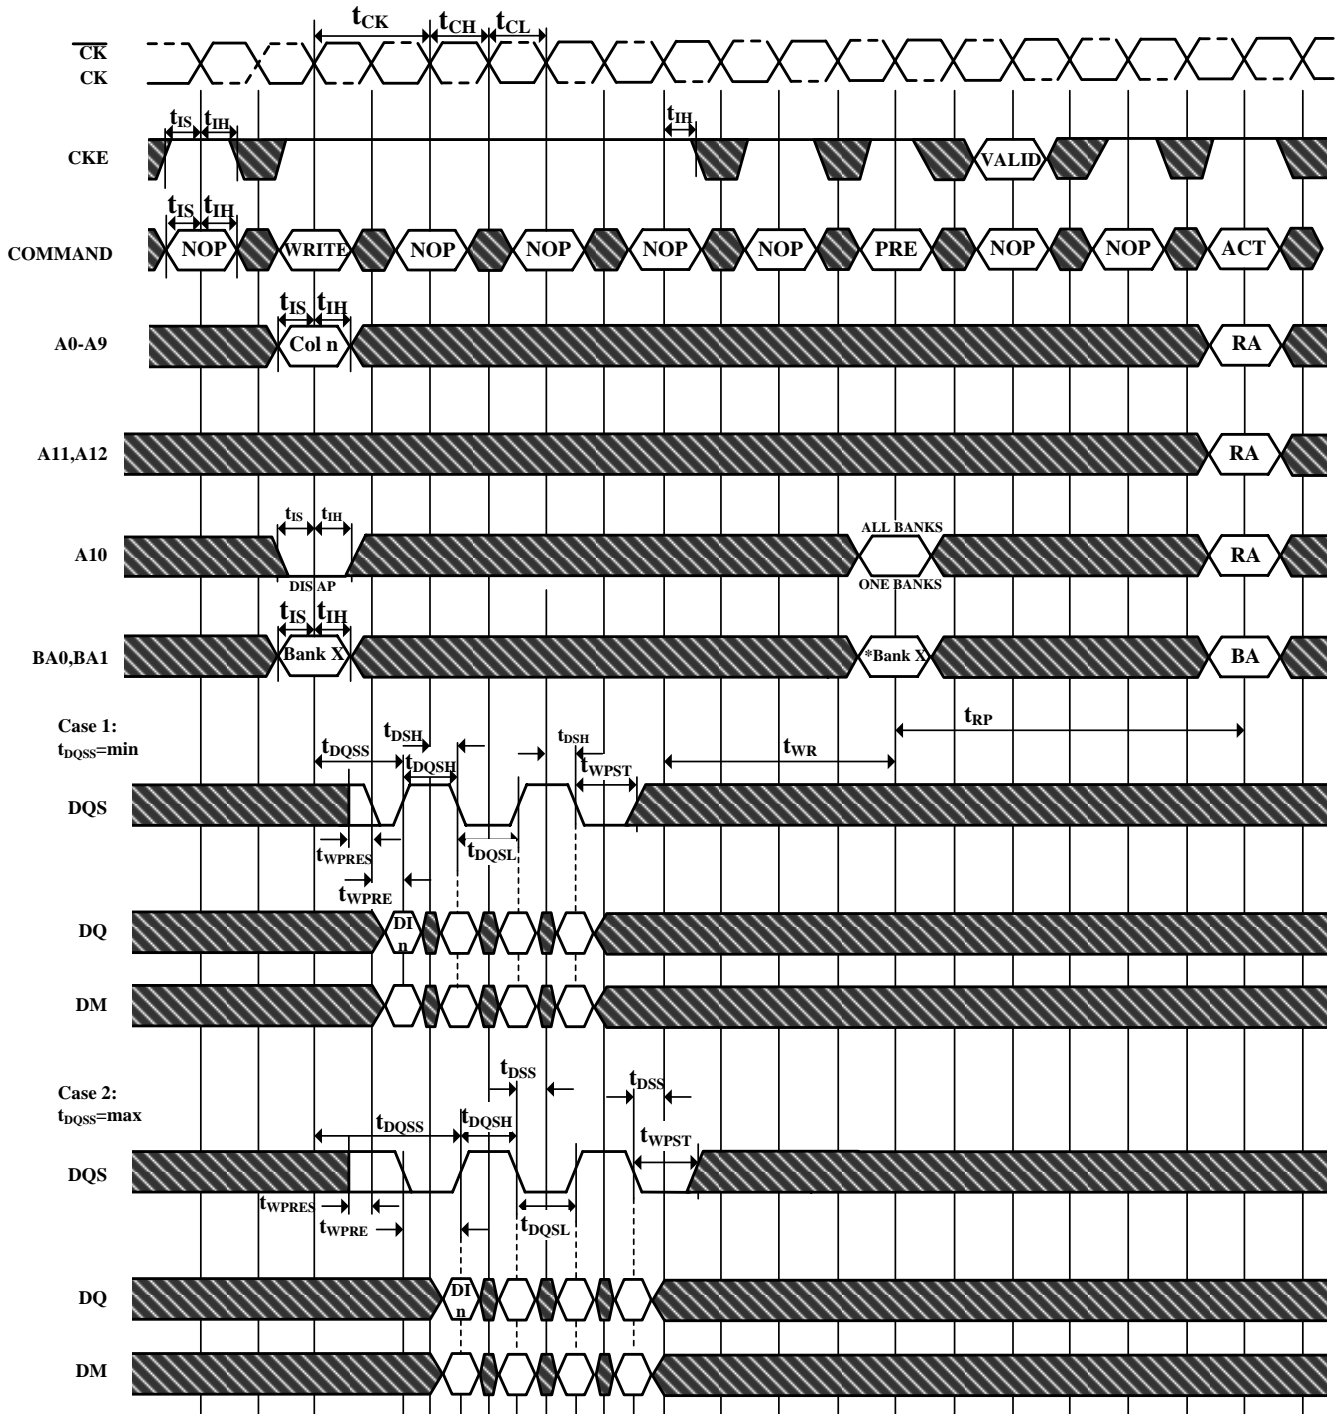 tCK tCH tCL
CK
CK
tIS tIH tIH
CKE VALID
tIS tIH
COMMAND NOP WRITE NOP NOP NOP NOP PRE NOP NOP ACT
tIS tIH
A0-A9 Col n RA
A11,A12 RA
tIS tIH ALL BANKS
A10 RA
DIS AP ONE BANKS
tIS tIH
BA0,BA1 Bank X *Bank X BA
Case 1:
tDQSS=min
tDQSS tDSH tDQSH tDSH tWPST tWR tRP
DQS
tWPRES tDQSL
tWPRE
DQ DI
n
DM
tDSS tDSS
Case 2:
tDQSS=max
tDQSS tDQSH tWPST
DQS
tWPRES tWPRE tDQSL
DQ DI
n
DM